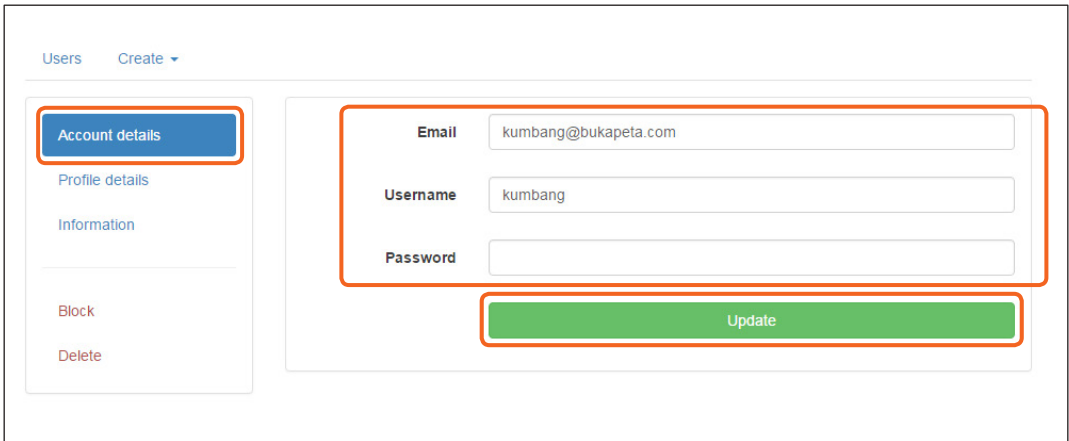 Users Create
Account details
Profile details
Information
Block
Delete
Email kumbang@bukapeta.com
Username kumbang
Password
Update